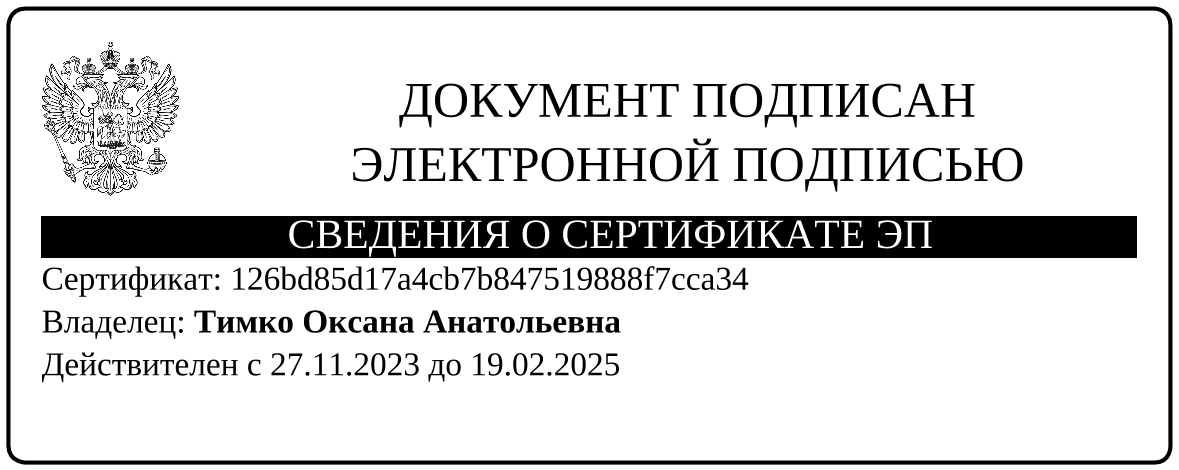 ДОКУМЕНТ ПОДПИСАН
ЭЛЕКТРОННОЙ ПОДПИСЬЮ
СВЕДЕНИЯ О СЕРТИФИКАТЕ ЭП
Сертификат: 126bd85d17a4cb7b847519888f7cca34
Владелец: Тимко Оксана Анатольевна
Действителен с 27.11.2023 до 19.02.2025